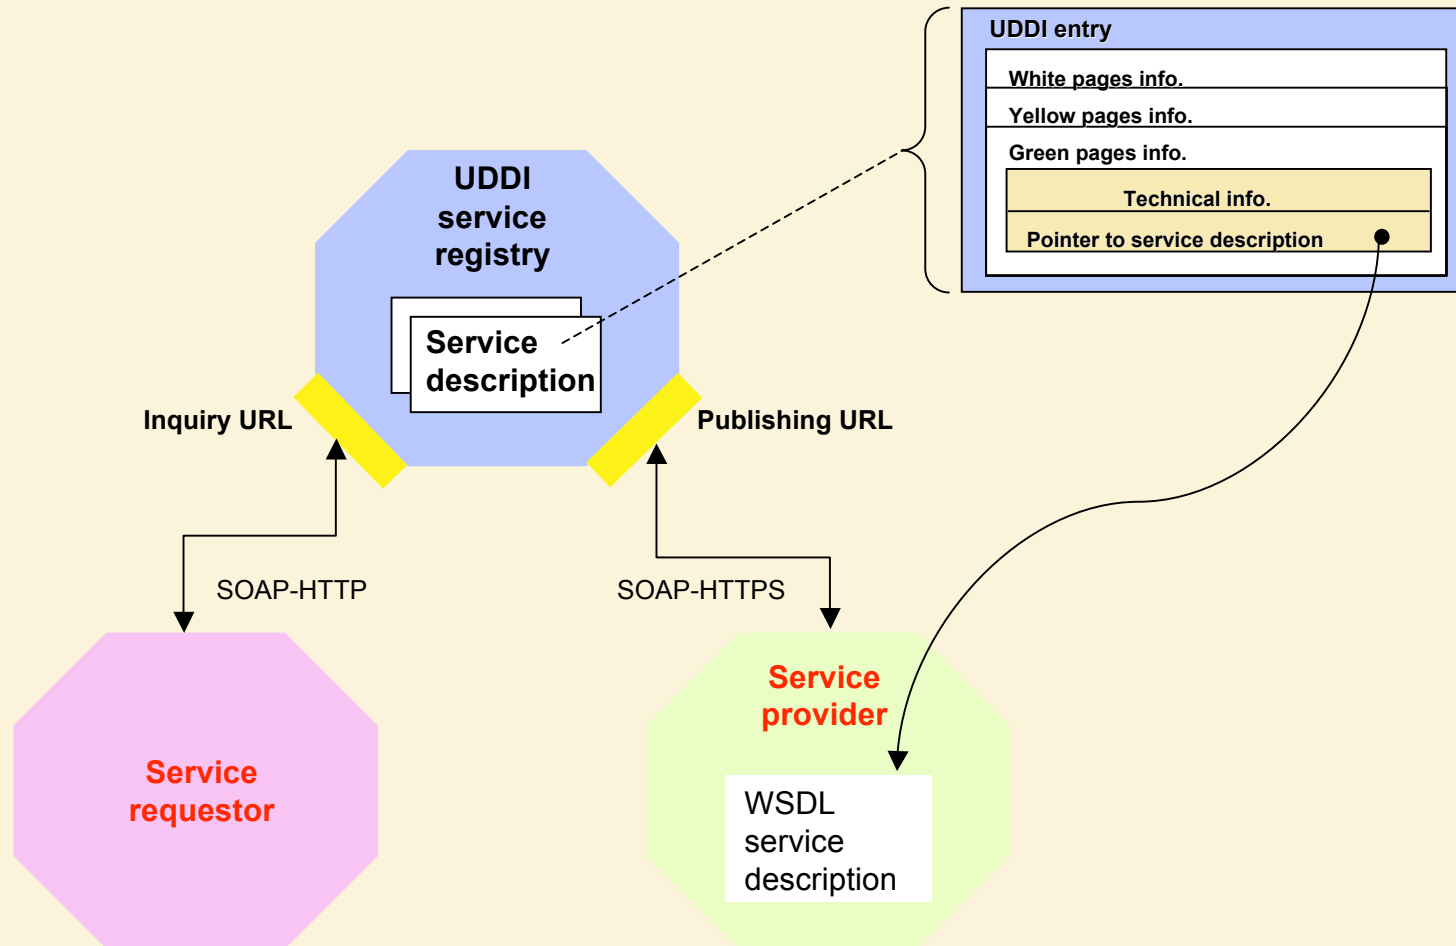 UDDI entry
White pages info.
Yellow pages info.
Green pages info.
Technical info.
Pointer to service description
UDDI
service
registry
Service
description
Inquiry URL
Publishing URL
SOAP-HTTP
SOAP-HTTPS
Service
requestor
Service
provider
WSDL
service
description